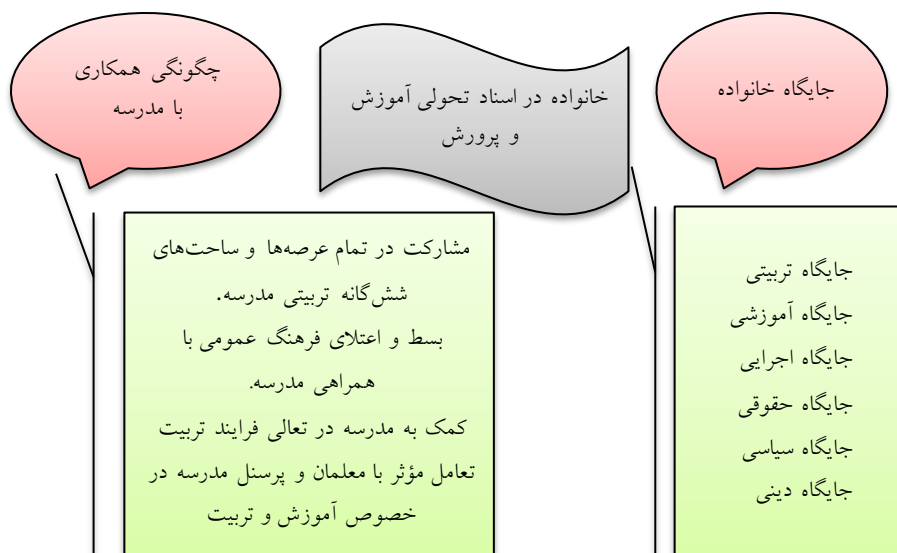 جایگاه خانواده
خانواده در اسناد تحولی آموزش
و پرورش
چگونگی همکاری
با مدرسه
جایگاه تربیتی
جایگاه آموزشی
جایگاه اجرایی
جایگاه حقوقی
جایگاه سیاسی
جایگاه دینی
مشارکت در تمام عرصه‌ها و ساحت‌های
شش‌گانه تربیتی مدرسه.
بسط و اعتلای فرهنگ عمومی با
همراهی مدرسه.
کمک به مدرسه در تعالی فرایند تربیت
تعامل مؤثر با معلمان و پرسنل مدرسه در
خصوص آموزش و تربیت